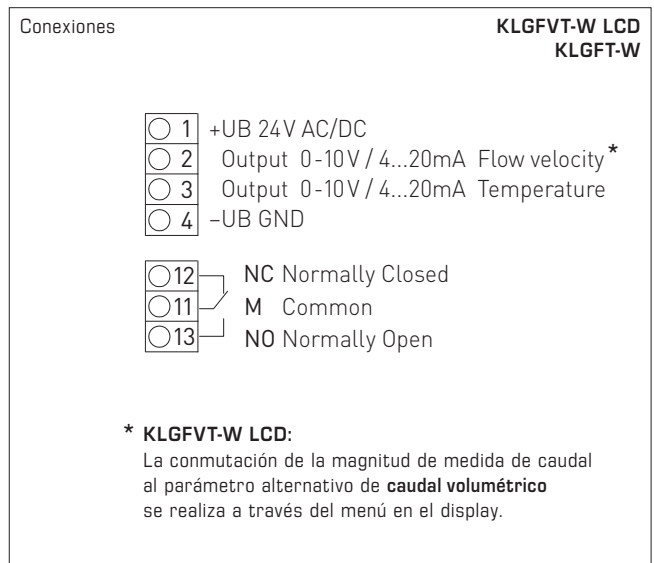 Conexiones KLGFVT-W LCD
KLGFT-W
1 +UB 24V AC/DC
2 Output 0-10V / 4...20mA Flow velocity*
3 Output 0-10V / 4...20mA Temperature
4 –UB GND
12 NC Normally Closed
11 M Common
13 NO Normally Open
* KLGFVT-W LCD:
La conmutación de la magnitud de medida de caudal
al parámetro alternativo de caudal volumétrico
se realiza a través del menú en el display.